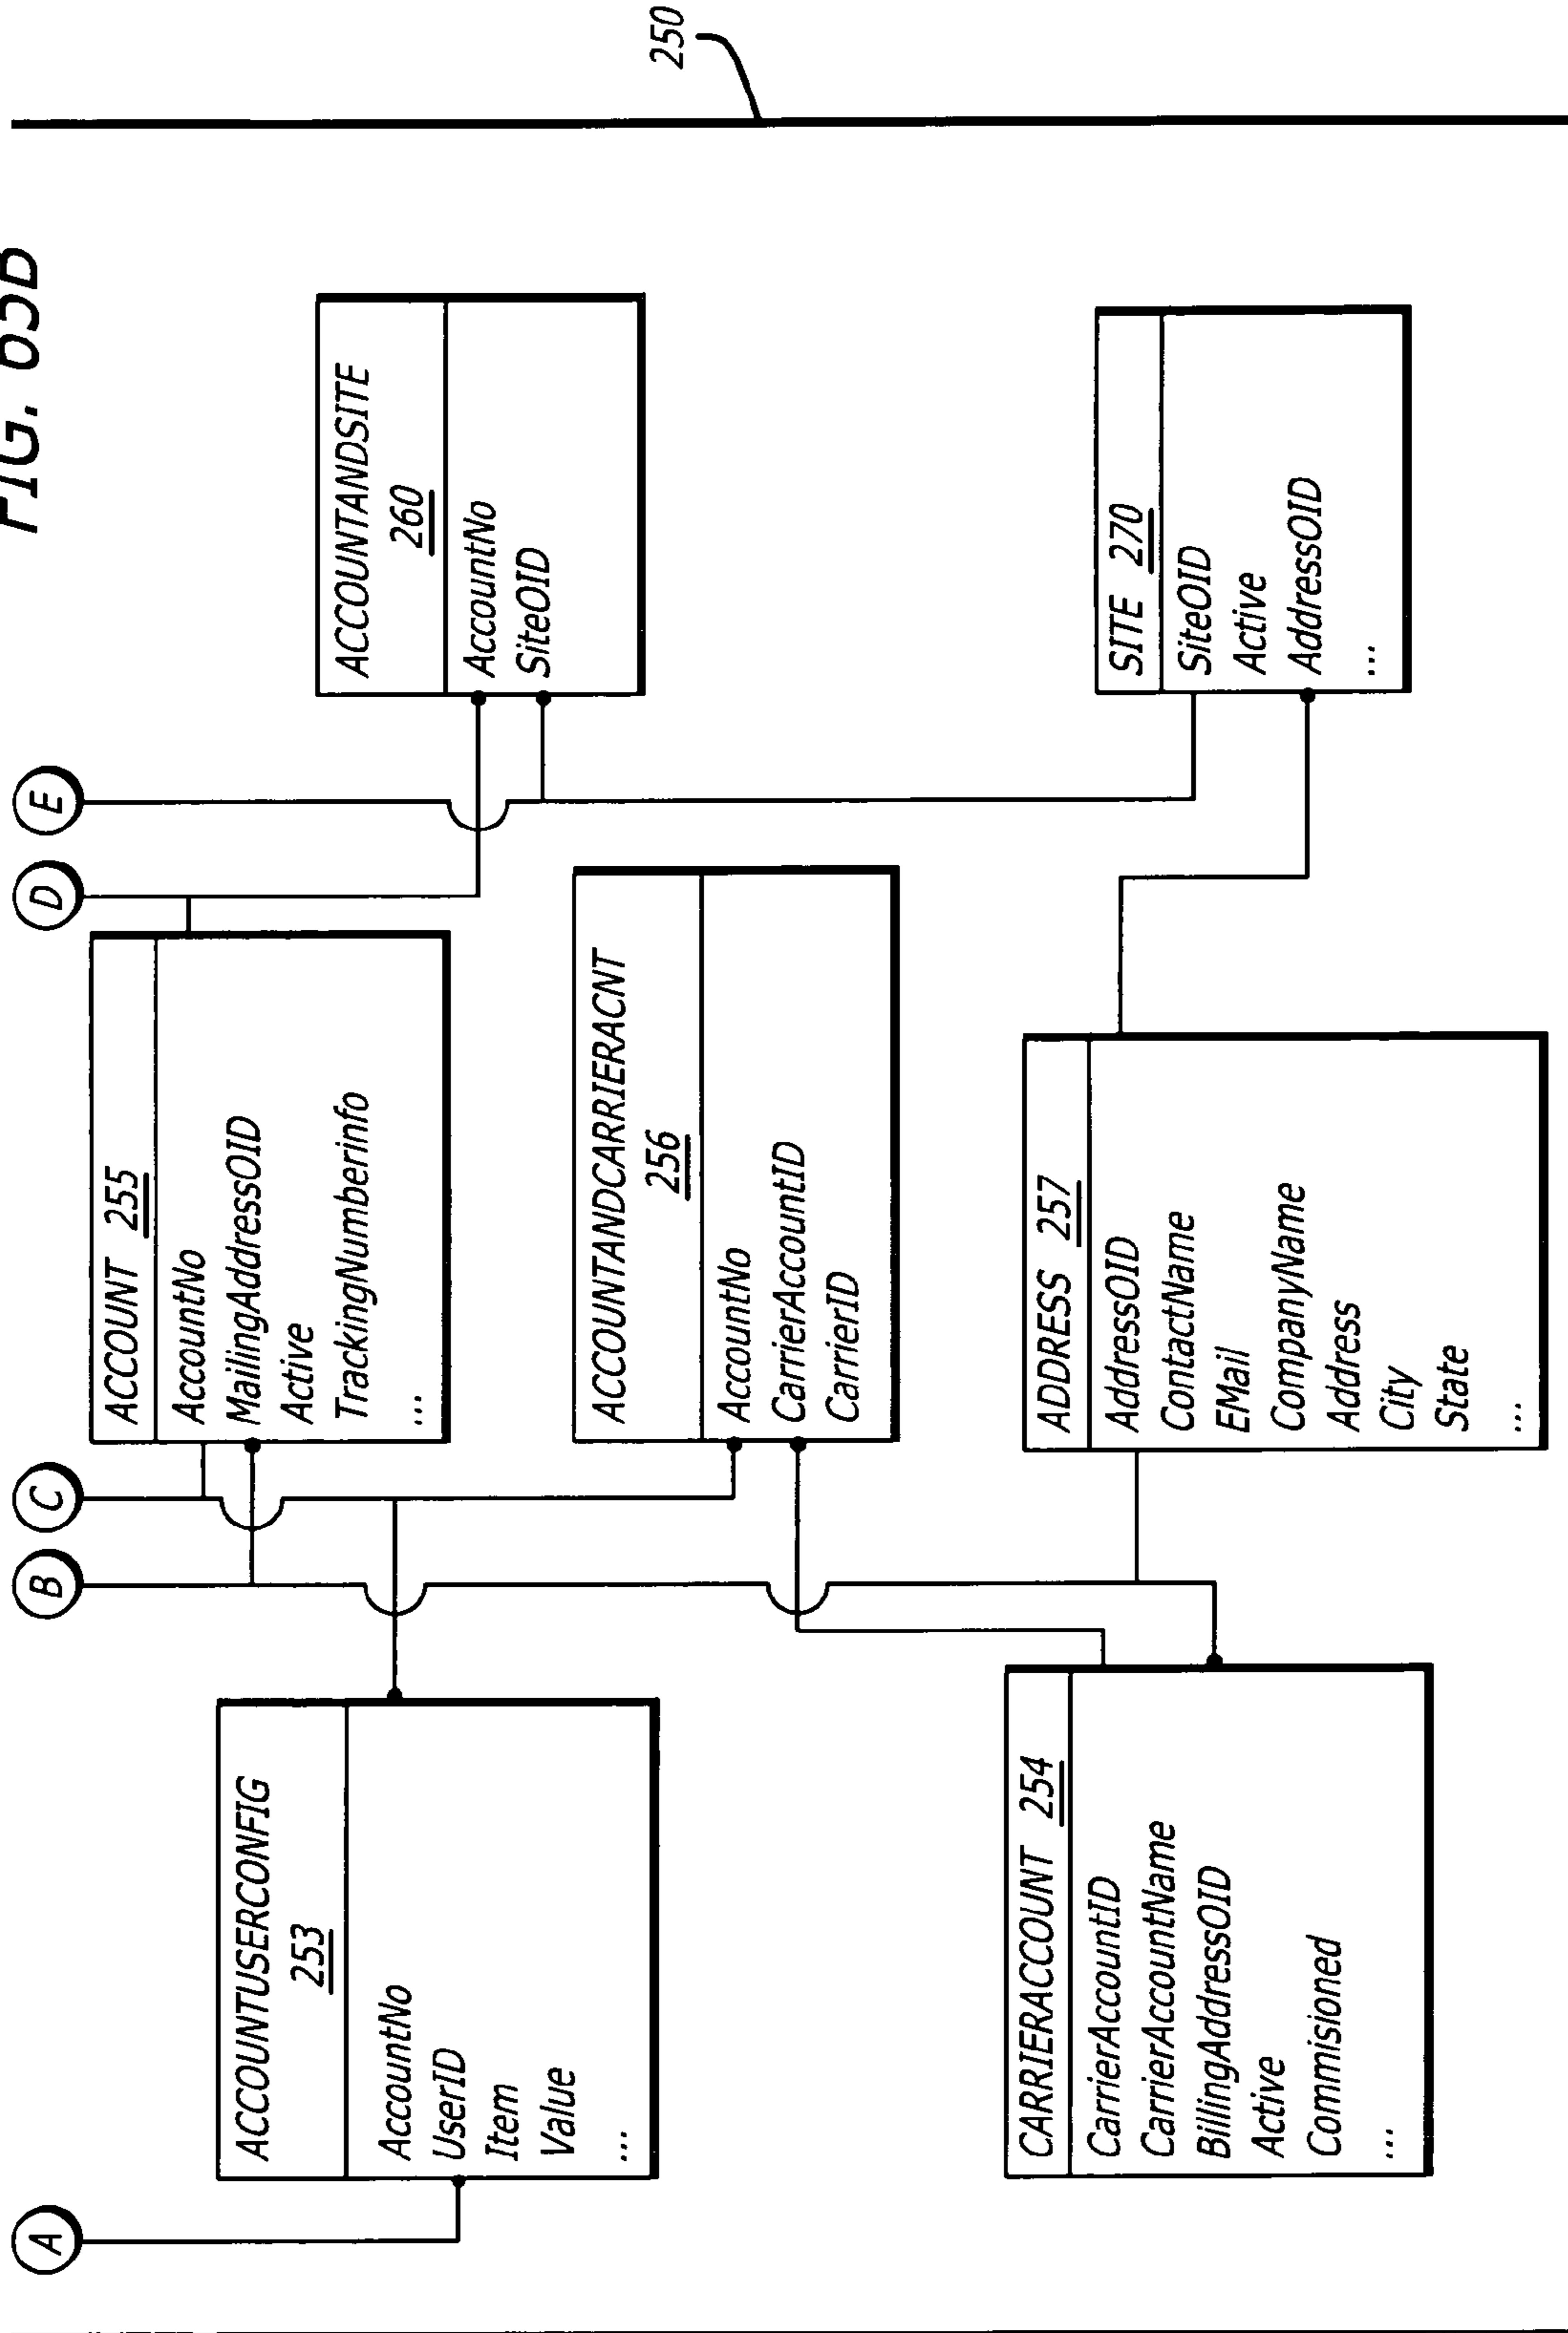 FIG.
A
B
C
D
E
ACCOUNTUSERCONFIG
253
AccountNo
UserID
Item
Value
...
ACCOUNT 255
AccountNo
MailingAddressOID
Active
TrackingNumberinfo
...
ACCOUNTANDSITE
260
AccountNo
SiteOID
ACCOUNTANDCARRIERACNT
256
AccountNo
CarrierAccountID
CarrierID
250
CARRIERACCOUNT 254
CarrierAccountID
CarrierAccountName
BillingAddressOID
Active
Commisioned
...
ADDRESS 257
AddressOID
ContactName
EMail
CompanyName
Address
City
State
...
SITE 270
SiteOID
Active
AddressOID
...